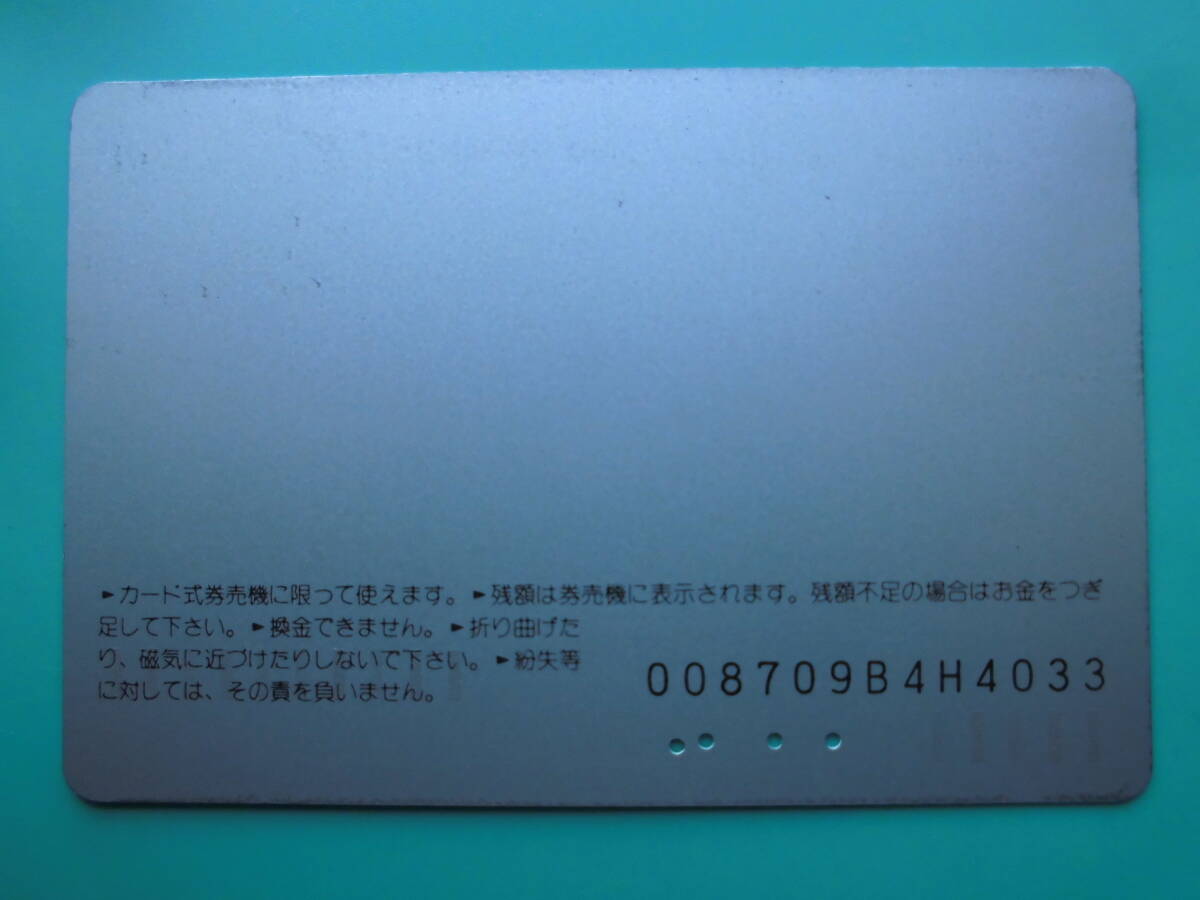 ►カード式券売機に限って使えます。►残額は券売機に表示されます。残額不足の場合はお金をつぎ
足して下さい。►換金できません。►折り曲げた
り、磁気に近づけたりしないで下さい。►紛失等
に対しては、その責を負いません。
008709B4H4033